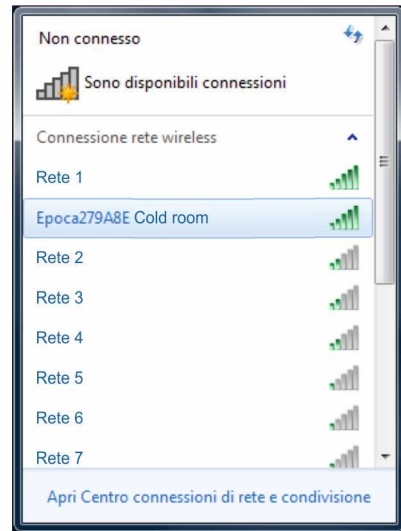 Non connesso
Sono disponibili connessioni
Connessione rete wireless
Rete 1
Epoca279A8E Cold room
Rete 2
Rete 3
Rete 4
Rete 5
Rete 6
Rete 7
Apri Centro connessioni di rete e condivisione